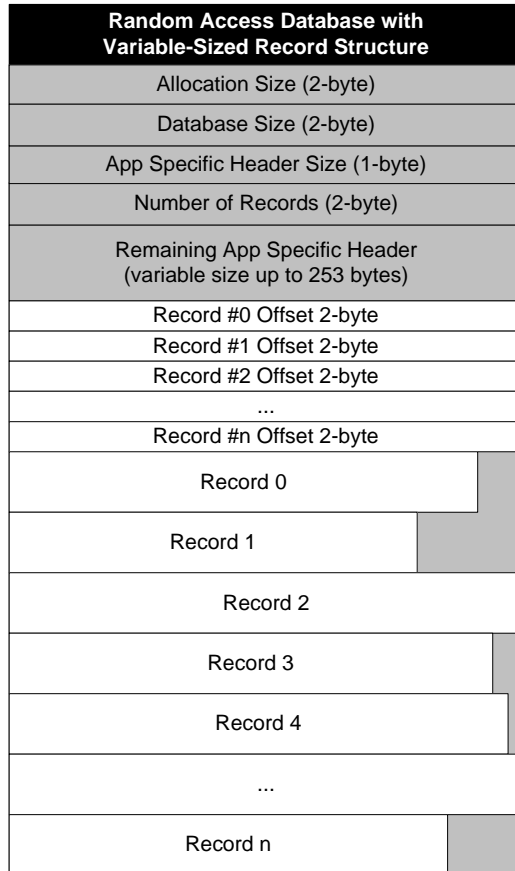 Random Access Database with
Variable-Sized Record Structure
Allocation Size (2-byte)
Database Size (2-byte)
App Specific Header Size (1-byte)
Number of Records (2-byte)
Remaining App Specific Header
(variable size up to 253 bytes)
Record #0 Offset 2-byte
Record #1 Offset 2-byte
Record #2 Offset 2-byte
...
Record #n Offset 2-byte
Record 0
Record 1
Record 2
Record 3
Record 4
...
Record n